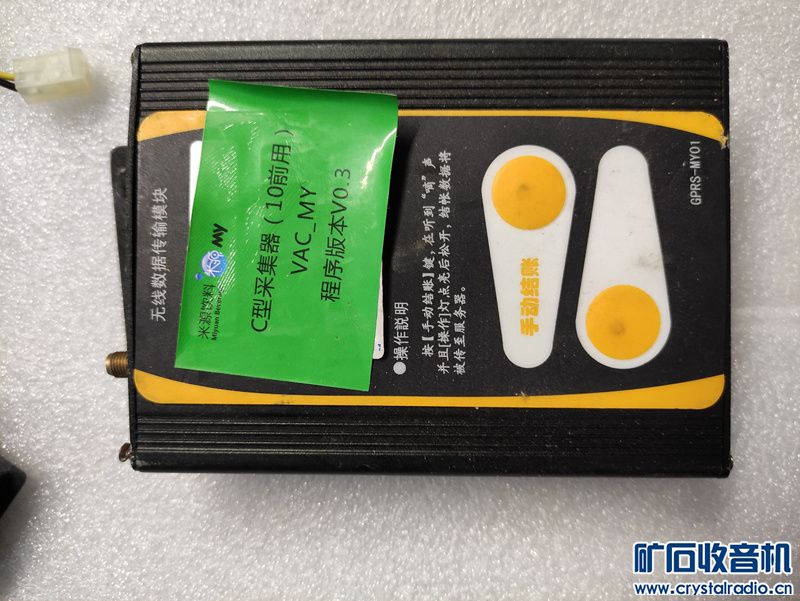 无线数据传输模块
米源 my
米源饮料
Miyuan Beverage
C型采集器（10前用）
VAC_MY
程序版本V0.3
●操作説明
按【手动结账】键，在听到“嘀”声
并且[操作]灯点亮后松开，结帐数据将
被传至服务器。
手动结账
GPRS-MY01
矿石收音机
www.crystalradio.cn